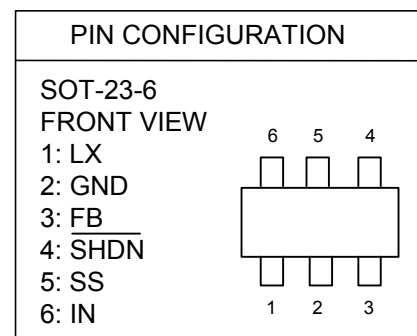 PIN CONFIGURATION
SOT-23-6
FRONT VIEW
1: LX
2: GND
3: FB
4: SHDN
5: SS
6: IN
6 5 4
1 2 3